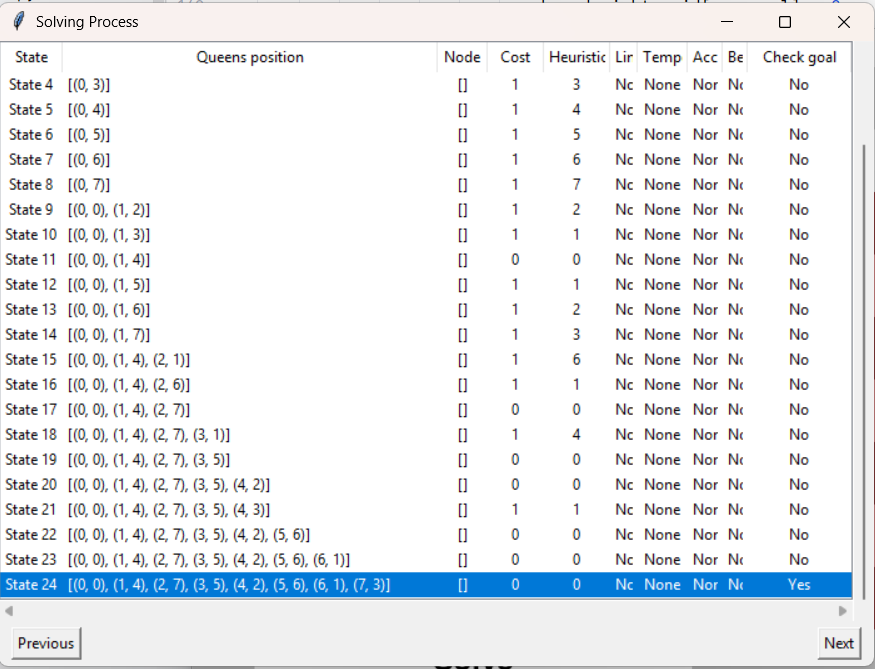 Solving Process
State Queens position Node Cost Heuristic Lir Temp Acc Be Check goal
State 4 [(0, 3)] [] 1 3 Nc None Nor Nc No
State 5 [(0, 4)] [] 1 4 Nc None Nor Nc No
State 6 [(0, 5)] [] 1 5 Nc None Nor Nc No
State 7 [(0, 6)] [] 1 6 Nc None Nor Nc No
State 8 [(0, 7)] [] 1 7 Nc None Nor Nc No
State 9 [(0, 0), (1, 2)] [] 1 2 Nc None Nor Nc No
State 10 [(0, 0), (1, 3)] [] 1 1 Nc None Nor Nc No
State 11 [(0, 0), (1, 4)] [] 0 0 Nc None Nor Nc No
State 12 [(0, 0), (1, 5)] [] 1 1 Nc None Nor Nc No
State 13 [(0, 0), (1, 6)] [] 1 2 Nc None Nor Nc No
State 14 [(0, 0), (1, 7)] [] 1 3 Nc None Nor Nc No
State 15 [(0, 0), (1, 4), (2, 1)] [] 1 6 Nc None Nor Nc No
State 16 [(0, 0), (1, 4), (2, 6)] [] 1 1 Nc None Nor Nc No
State 17 [(0, 0), (1, 4), (2, 7)] [] 0 0 Nc None Nor Nc No
State 18 [(0, 0), (1, 4), (2, 7), (3, 1)] [] 1 4 Nc None Nor Nc No
State 19 [(0, 0), (1, 4), (2, 7), (3, 5)] [] 0 0 Nc None Nor Nc No
State 20 [(0, 0), (1, 4), (2, 7), (3, 5), (4, 2)] [] 0 0 Nc None Nor Nc No
State 21 [(0, 0), (1, 4), (2, 7), (3, 5), (4, 3)] [] 1 1 Nc None Nor Nc No
State 22 [(0, 0), (1, 4), (2, 7), (3, 5), (4, 2), (5, 6)] [] 0 0 Nc None Nor Nc No
State 23 [(0, 0), (1, 4), (2, 7), (3, 5), (4, 2), (5, 6), (6, 1)] [] 0 0 Nc None Nor Nc No
State 24 [(0, 0), (1, 4), (2, 7), (3, 5), (4, 2), (5, 6), (6, 1), (7, 3)] [] 0 0 Nc None Nor Nc Yes
Previous Next